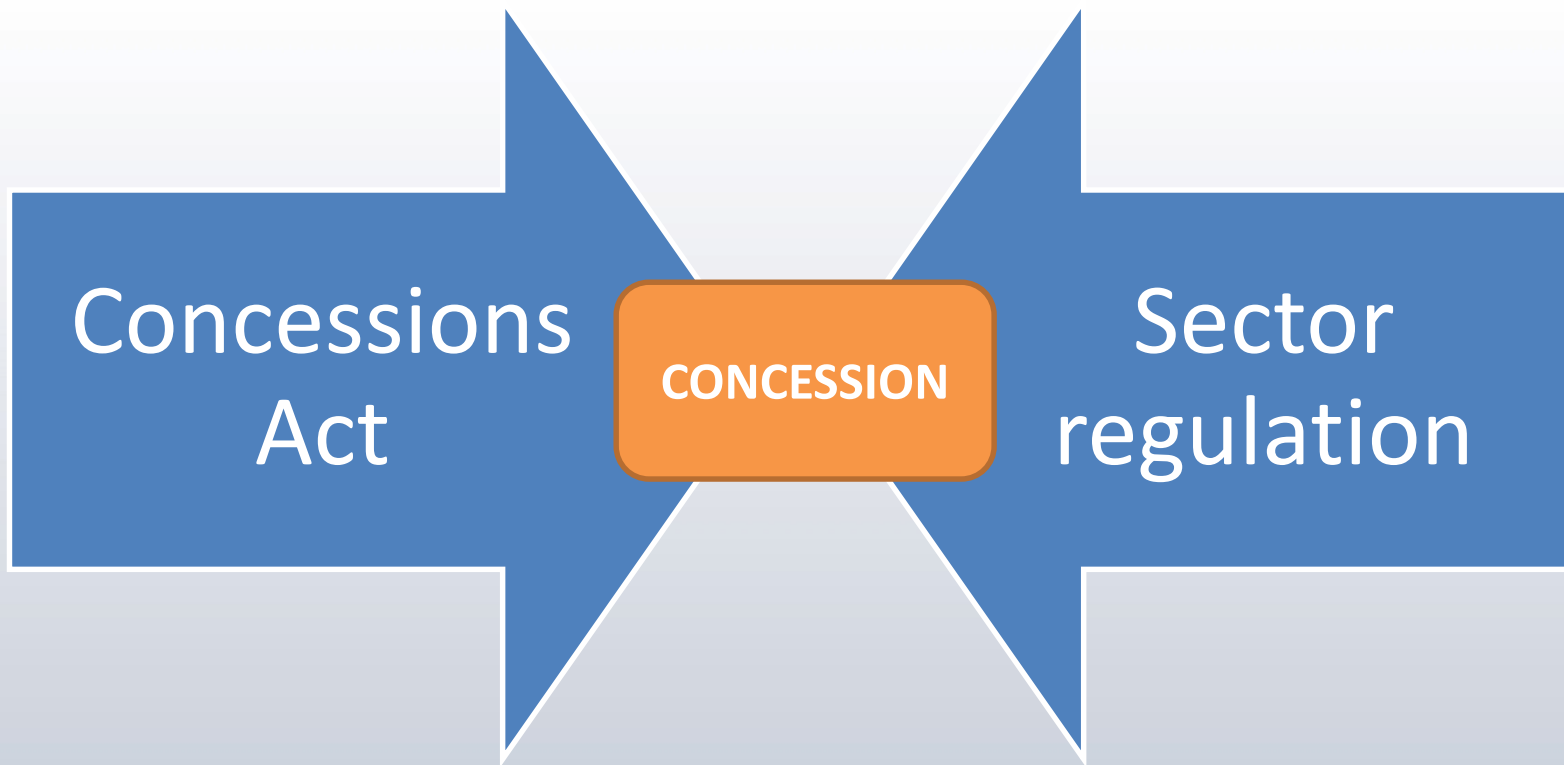 Concessions
Act
CONCESSION
Sector
regulation